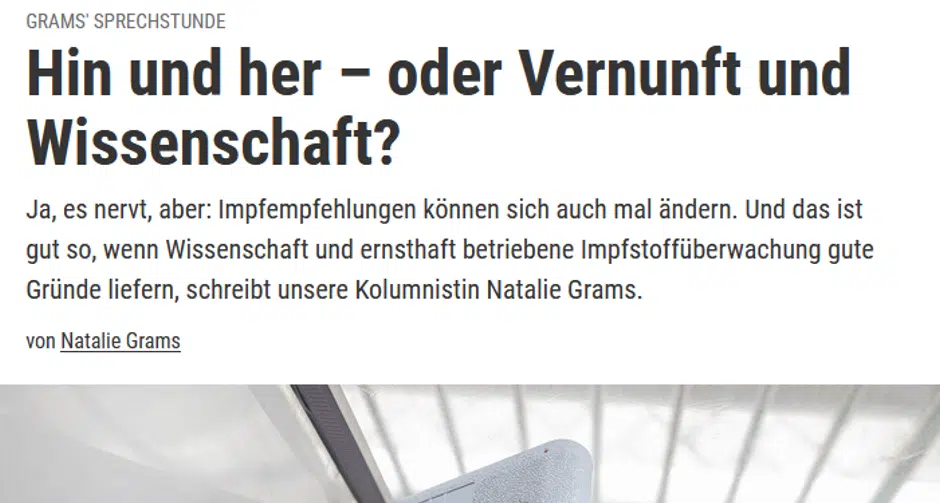 GRAMS' SPRECHSTUNDE
Hin und her – oder Vernunft und
Wissenschaft?
Ja, es nervt, aber: Impfempfehlungen können sich auch mal ändern. Und das ist
gut so, wenn Wissenschaft und ernsthaft betriebene Impfstoffüberwachung gute
Gründe liefern, schreibt unsere Kolumnistin Natalie Grams.
von Natalie Grams